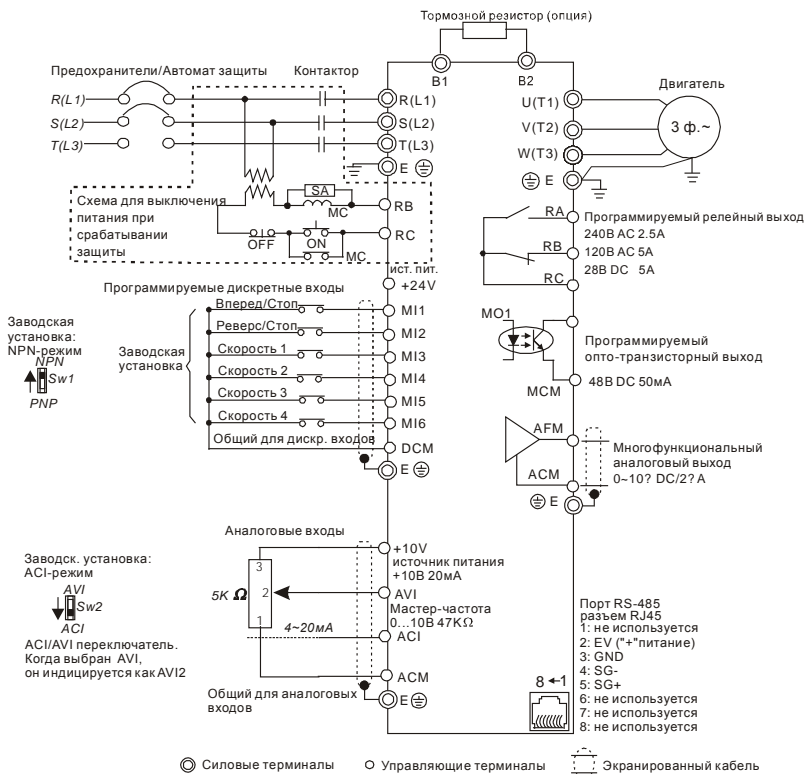 Тормозной резистор (опция)
B1
B2
Предохранители/Автомат защиты
Контактор
Двигатель
R(L1)
R(L1)
U(T1)
S(L2)
S(L2)
V(T2)
3 ф.~
T(L3)
T(L3)
W(T3)
E
E
Схема для выключения
питания при
срабатывании
защиты
SA
MC
RB
OFF
ON
RC
MC
RA
Программируемый релейный выход
240В AC 2.5A
RB
120В AC 5A
28В DC 5A
RC
ист. пит.
+24V
Программируемые дискретные входы
Вперед/Стоп
MI1
Реверс/Стоп
MI2
Скорость 1
MI3
Скорость 2
MI4
Скорость 3
MI5
Скорость 4
MI6
Общий для дискр. входов
DCM
E
Заводская
установка
Заводская
установка:
NPN-режим
NPN
Sw1
PNP
MO1
Программируемый
опто-транзисторный выход
MCM
48В DC 50мА
AFM
Многофункциональный
аналоговый выход
0~10? DC/2? A
ACM
E
Аналоговые входы
+10V
источник питания
+10В 20мА
3
5K Ω
2
AVI
Мастер-частота
0...10В 47KΩ
1
4~20мА
ACI
ACM
Общий для аналоговых
входов
E
Заводск. установка:
ACI-режим
AVI
Sw2
ACI
ACI/AVI переключатель.
Когда выбран AVI,
он индицируется как AVI2
Порт RS-485
разъем RJ45
1: не используется
2: EV ("+"питание)
3: GND
4: SG-
5: SG+
6: не используется
7: не используется
8: не используется
8 ←1
Силовые терминалы
Управляющие терминалы
Экранированный кабель